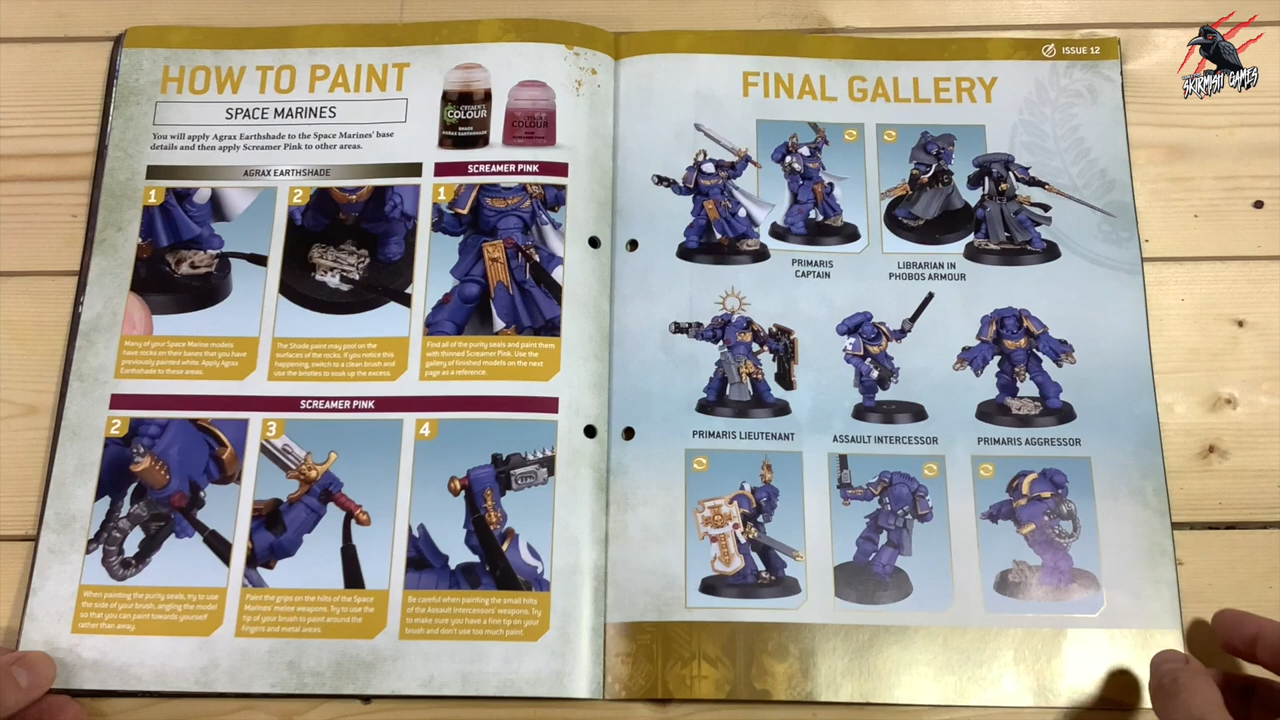 HOW TO PAINT
SPACE MARINES
You will apply Agrax Earthshade to the Space Marines' base
details and then apply Screamer Pink to other areas.
CITADEL
COLOUR
SHADE
AGRAX EARTHSHADE
CITADEL
COLOUR
BASE
AGRAX EARTHSHADE
SCREAMER PINK
1
2
1
Many of your Space Marine models
have rocks on their bases that you have
previously painted white. Apply Agrax
Earthshade to these areas.
The Shade paint may pool on the
surfaces of the rocks. If you notice this
happening, switch to a clean brush and
use the bristles to soak up the excess.
Find all of the purity seals and paint them
with thinned Screamer Pink. Use the
gallery of finished models on the next
page as a reference.
SCREAMER PINK
2
3
4
When painting the purity seals, try to use
the side of your brush, angling the model
so that you can paint towards yourself
rather than away.
Paint the grips on the hilts of the Space
Marines' melee weapons. Try to use the
tip of your brush to paint around the
fingers and metal areas.
Be careful when painting the small hilts
of the Assault Intercessors' weapons. Try
to make sure you have a fine tip on your
brush and don't use too much paint.
ISSUE 12
FINAL GALLERY
PRIMARIS
CAPTAIN
LIBRARIAN IN
PHOBOS ARMOUR
PRIMARIS LIEUTENANT
ASSAULT INTERCESSOR
PRIMARIS AGGRESSOR
SKIRMISH GAMES